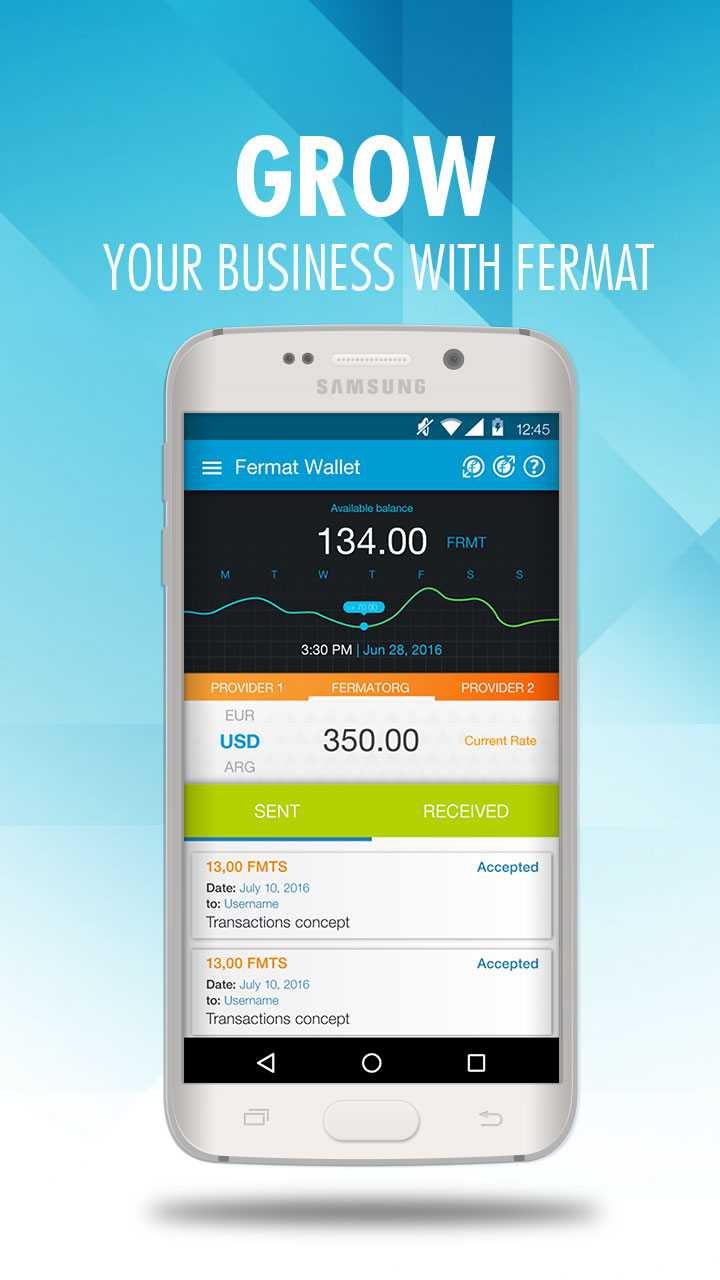 GROW
YOUR BUSINESS WITH FERMAT
SAMSUNG
12:45
Fermat Wallet
?
Available balance
134.00 FRMT
M T W T F S S
+ 70.00
3:30 PM | Jun 28, 2016
PROVIDER 1 FERMATORG PROVIDER 2
EUR
USD 350.00 Current Rate
ARG
SENT RECEIVED
13,00 FMTS Accepted
Date: July 10, 2016
to: Username
Transactions concept
13,00 FMTS Accepted
Date: July 10, 2016
to: Username
Transactions concept